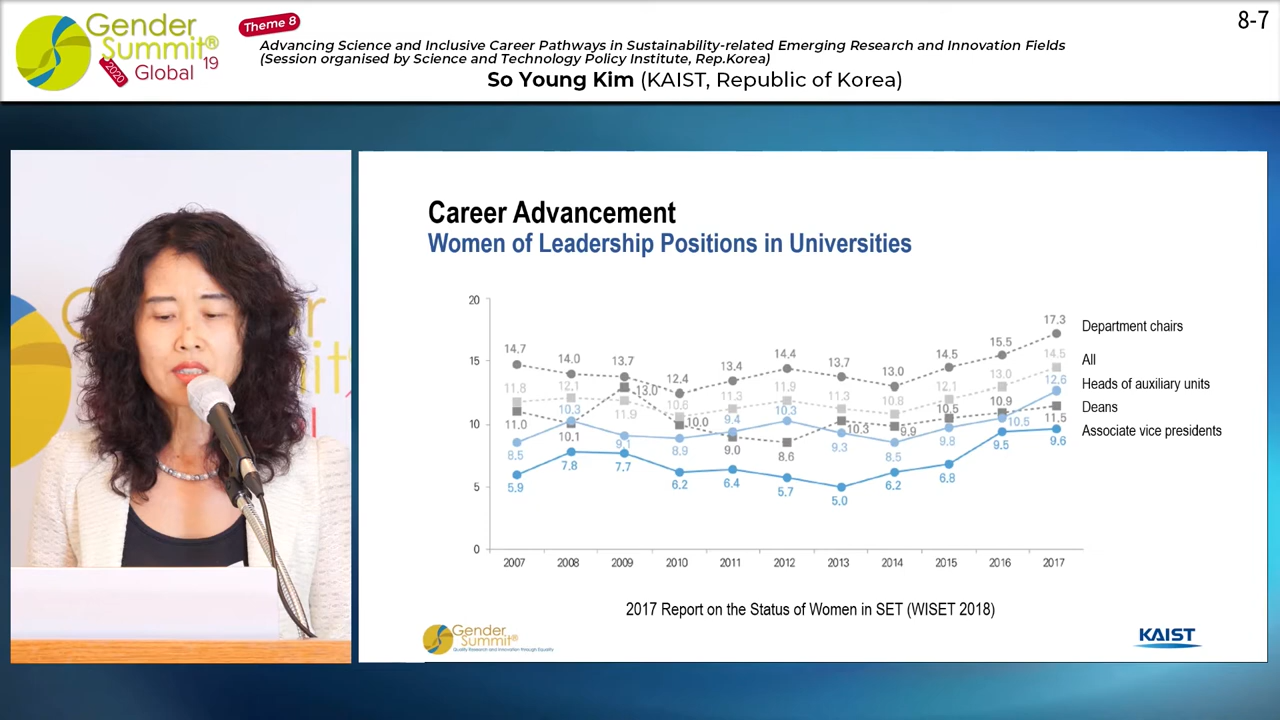 8-7
Gender
Summit® 19
2020
Global
Theme 8
Advancing Science and Inclusive Career Pathways in Sustainability-related Emerging Research and Innovation Fields
(Session organised by Science and Technology Policy Institute, Rep.Korea)
So Young Kim (KAIST, Republic of Korea)
Career Advancement
Women of Leadership Positions in Universities
20
15
10
5
0
14.7 14.0 13.7 12.4 13.4 14.4 13.7 13.0 14.5 15.5 17.3
11.8 12.1 11.9 10.6 11.3 11.9 11.3 10.8 12.1 13.0 14.5
11.0 10.1 13.0 10.0 9.0 8.6 10.3 9.9 10.5 10.9 11.5
8.5 10.3 9.1 8.9 9.4 10.3 9.3 8.5 9.8 10.5 12.6
5.9 7.8 7.7 6.2 6.4 5.7 5.0 6.2 6.8 9.5 9.6
2007 2008 2009 2010 2011 2012 2013 2014 2015 2016 2017
Department chairs
All
Heads of auxiliary units
Deans
Associate vice presidents
2017 Report on the Status of Women in SET (WISET 2018)
Gender
Summit®
Quality Research and Innovation through Equality
KAIST